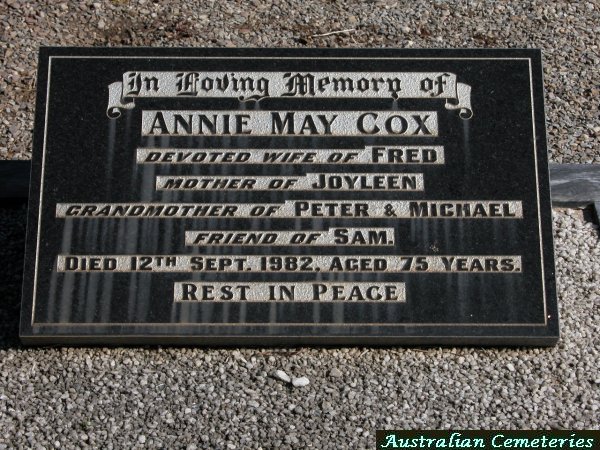 In Loving Memory of
ANNIE MAY COX
DEVOTED WIFE OF FRED
MOTHER OF JOYLEEN
GRANDMOTHER OF PETER & MICHAEL
FRIEND OF SAM.
DIED 12TH SEPT. 1982. AGED 75 YEARS.
REST IN PEACE
Australian Cemeteries